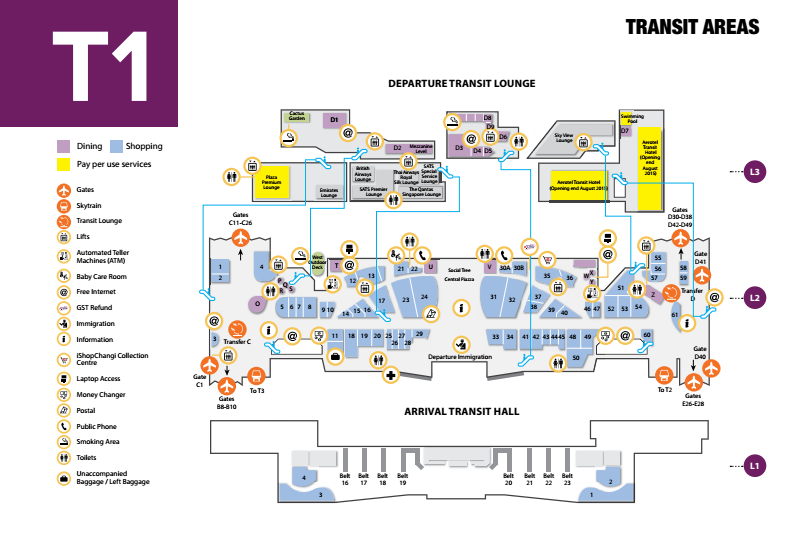 T1
TRANSIT AREAS
Dining
Shopping
Pay per use services
Gates
Skytrain
Transit Lounge
Lifts
Automated Teller
Machines (ATM)
Baby Care Room
Free Internet
GST Refund
Immigration
Information
iShopChangi Collection
Centre
Laptop Access
Money Changer
Postal
Public Phone
Smoking Area
Toilets
Unaccompanied
Baggage / Left Baggage
DEPARTURE TRANSIT LOUNGE
Cactus
Garden
D1
D2
Mezzanine
Level
D8
D9
D3
D4
D5
D6
Sky View
Lounge
Swimming
Pool
D7
Aerotel
Transit
Hotel
(Opening
end
August
2015)
Aerotel Transit Hotel
(Opening end August 2015)
Plaza
Premium
Lounge
Emirates
Lounge
British
Airways
Lounge
Thai Airways
Royal
Silk Lounge
SATS
Special
Service
Lounge
SATS Premier
Lounge
The Qantas
Singapore Lounge
L3
Gates
C11-C26
Gates
D30-D38
D42-D49
Gate
D41
1
2
4
West
Outdoor
Deck
T
12
13
21
22
U
Social Tree
Central Piazza
V
30A
30B
35
36
W
X
Y
55
56
57
58
59
P
Q
R
S
O
5
6
7
8
9
10
14
15
16
17
23
24
31
32
37
38
39
40
46
47
51
52
53
54
Z
Transfer
D
61
L2
3
Transfer C
11
18
19
20
25
26
27
28
29
33
34
41
42
43
44
45
48
49
50
60
Departure Immigration
Gate
C1
Gates
B8-B10
To T3
To T2
Gates
E26-E28
Gate
D40
ARRIVAL TRANSIT HALL
4
3
Belt
16
Belt
17
Belt
18
Belt
19
Belt
20
Belt
21
Belt
22
Belt
23
2
1
L1